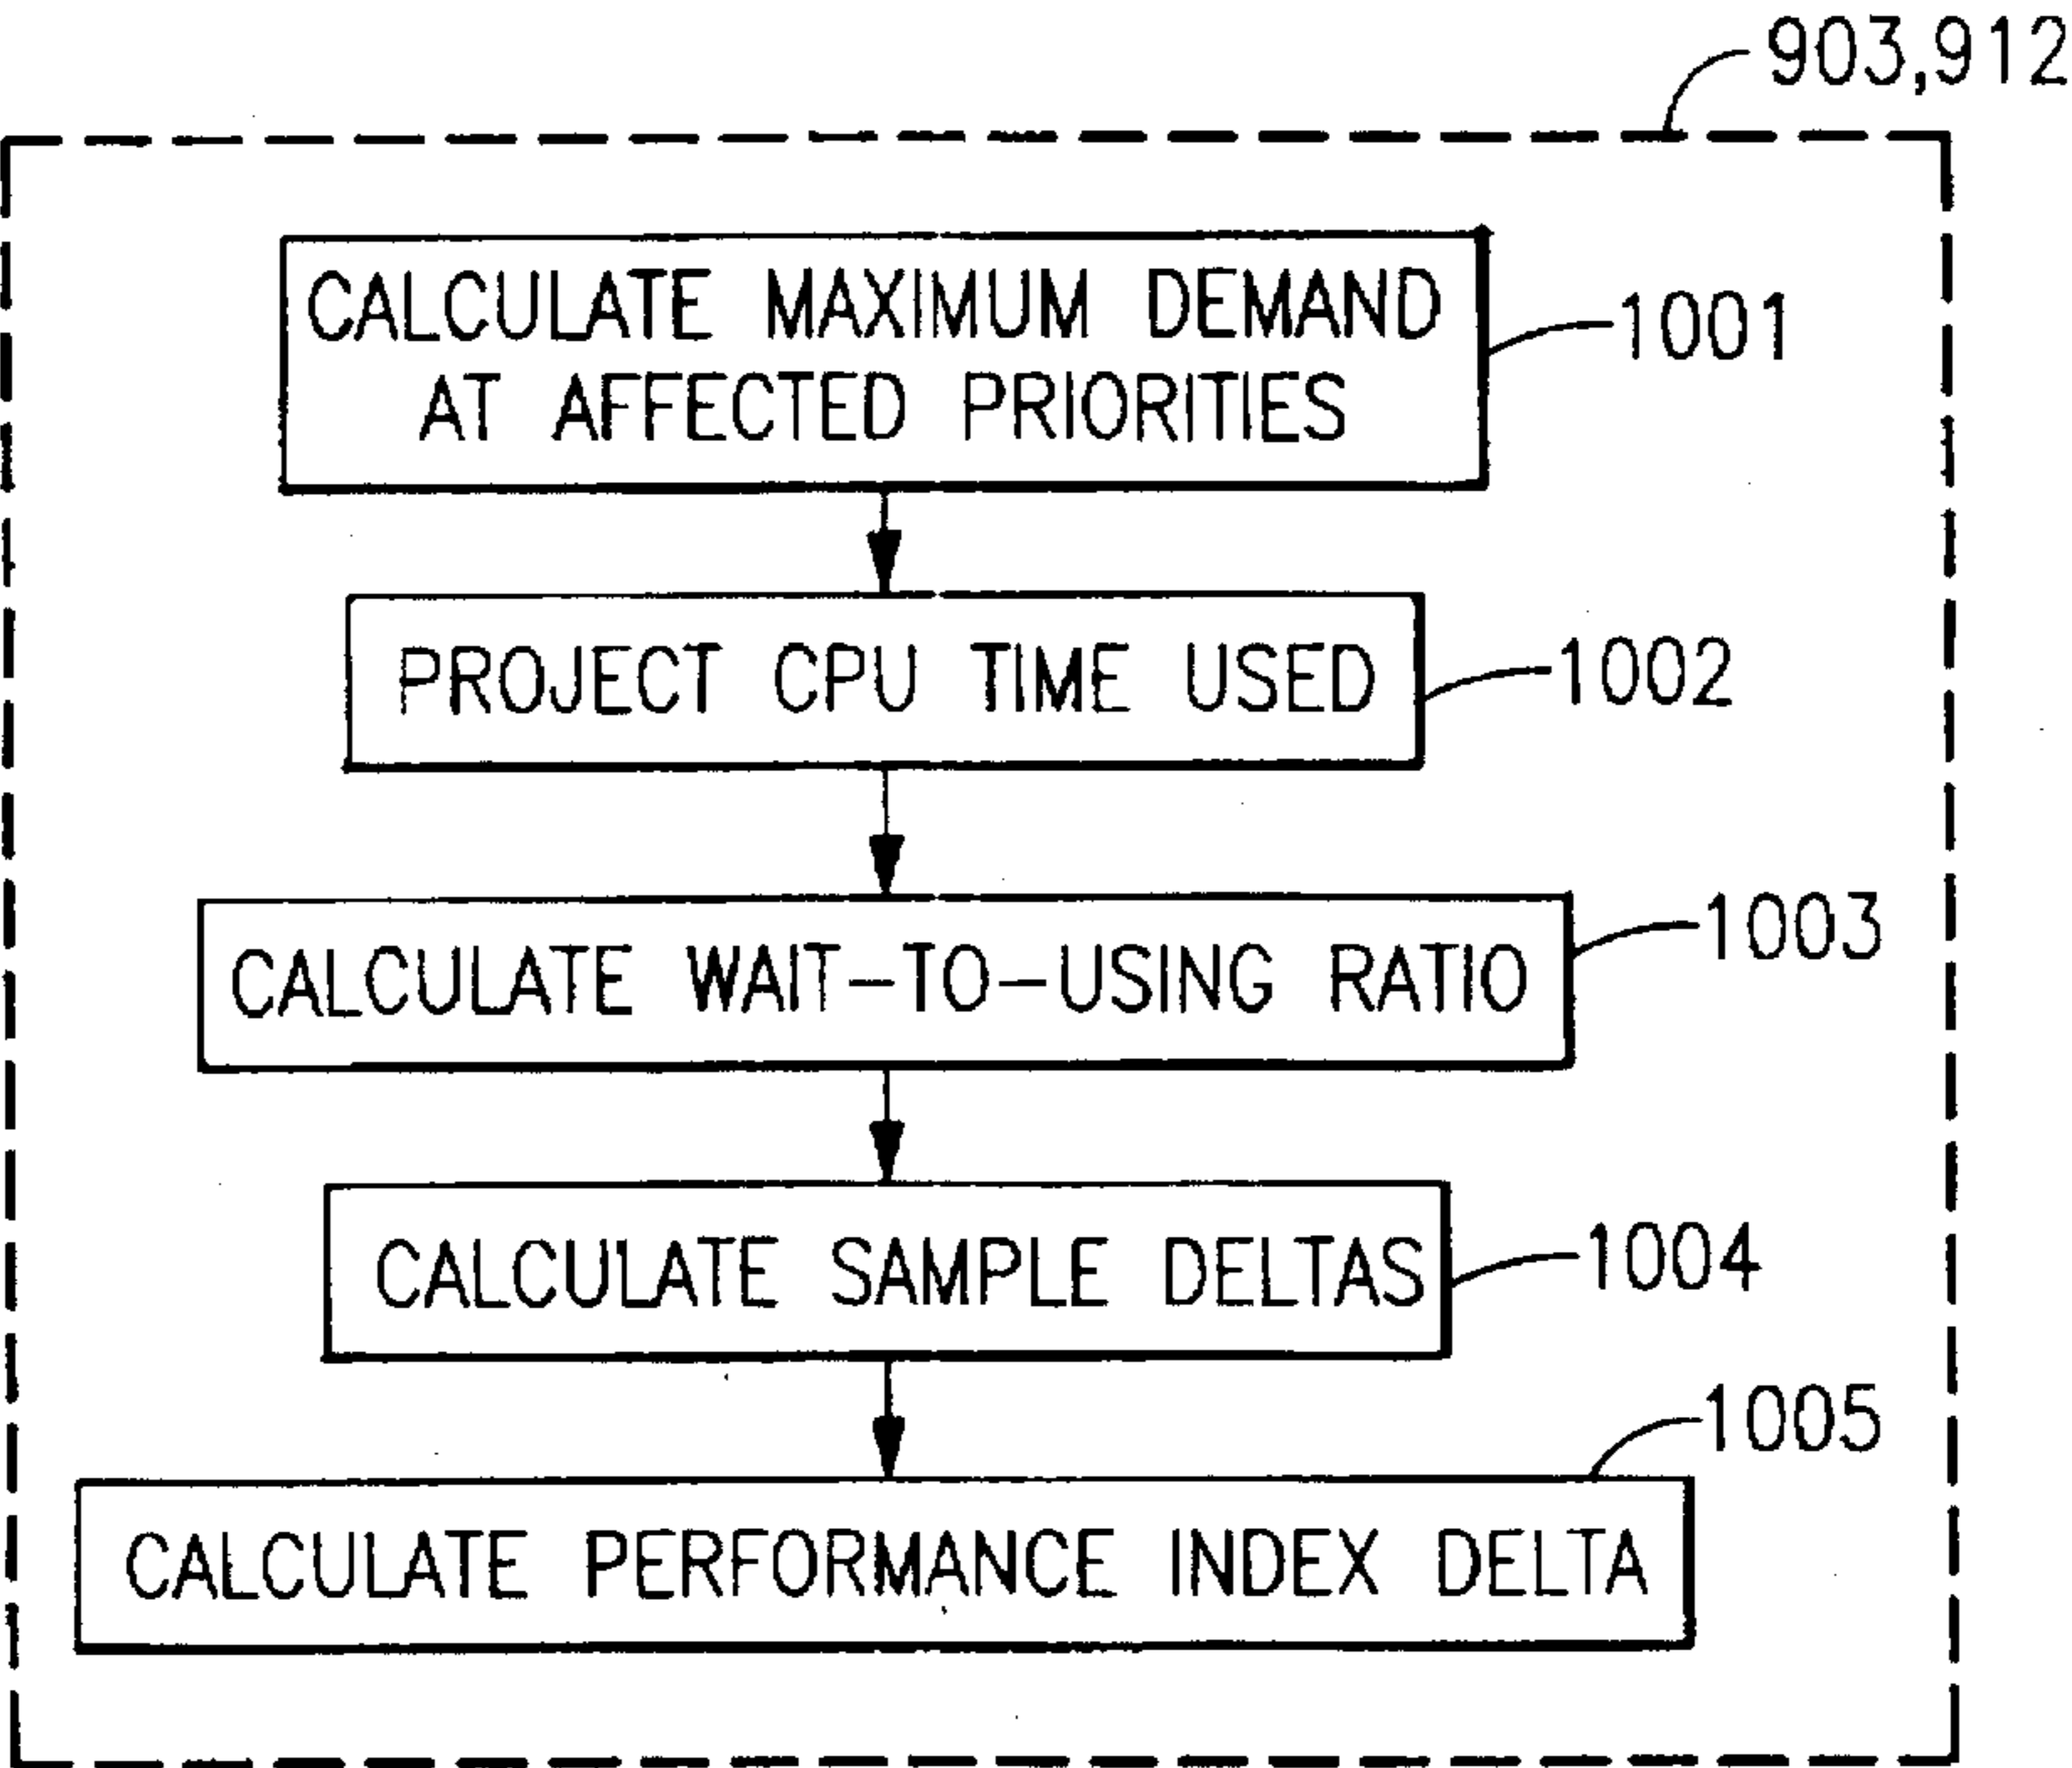 903,912
CALCULATE MAXIMUM DEMAND
AT AFFECTED PRIORITIES
1001
PROJECT CPU TIME USED
1002
CALCULATE WAIT-TO-USING RATIO
1003
CALCULATE SAMPLE DELTAS
1004
CALCULATE PERFORMANCE INDEX DELTA
1005